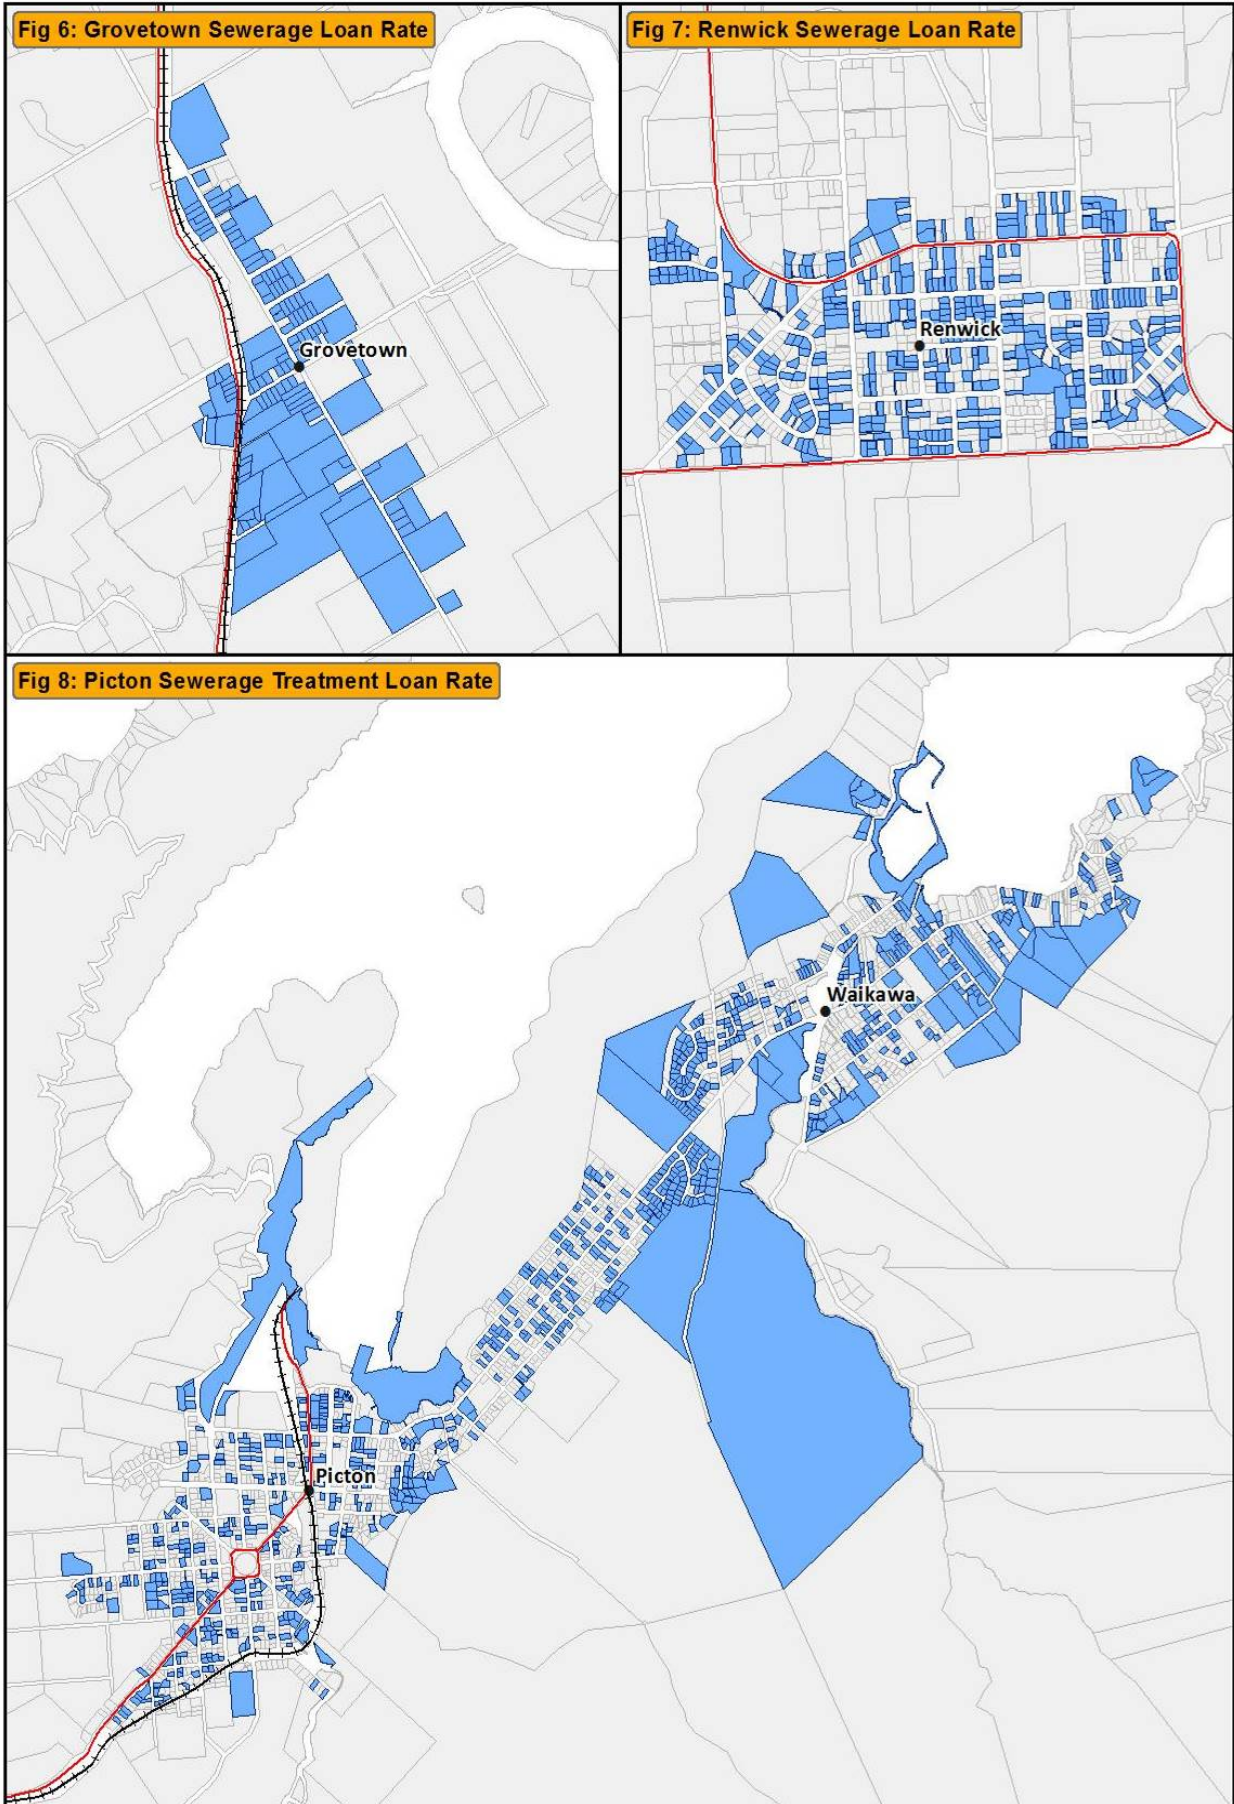 Fig 6: Grovetown Sewerage Loan Rate
Fig 7: Renwick Sewerage Loan Rate
Grovetown
Renwick
Fig 8: Picton Sewerage Treatment Loan Rate
Waikawa
Picton